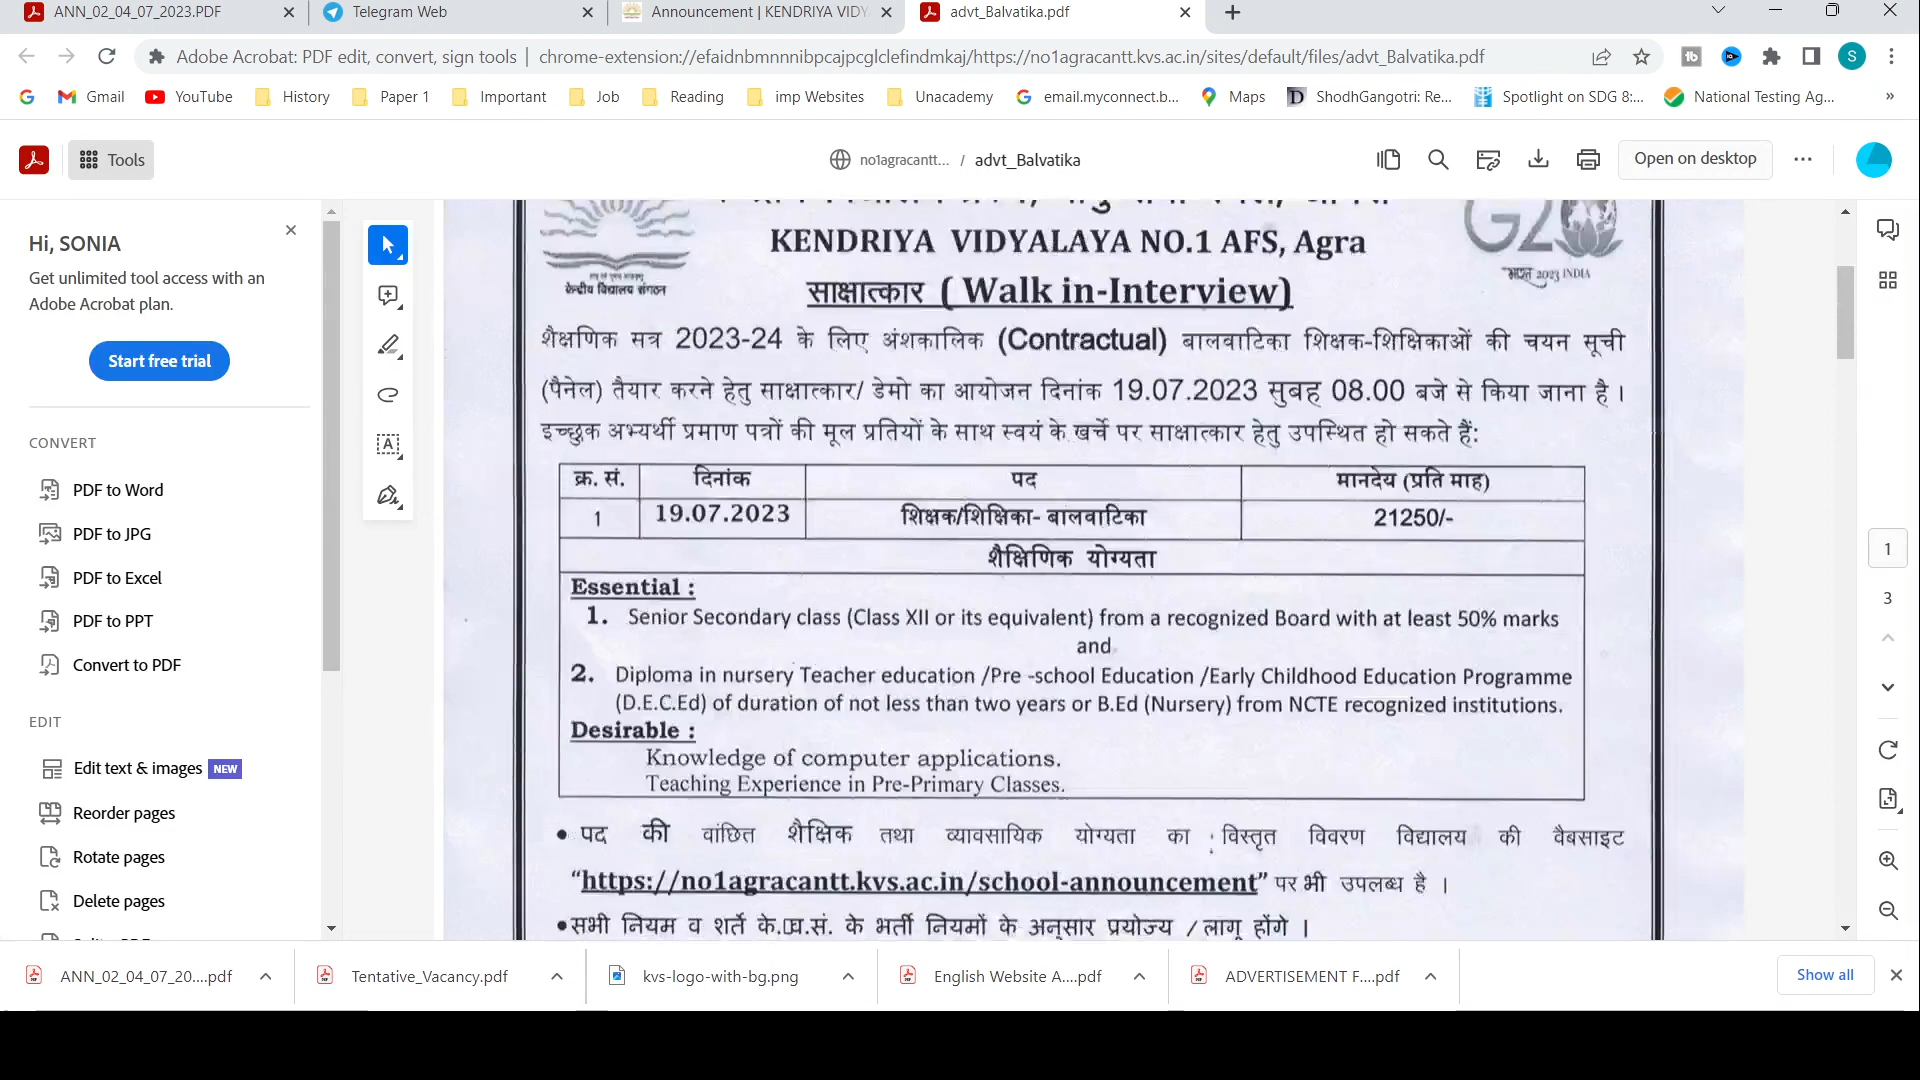 ANN_02_04_07_2023.PDF
Telegram Web
Announcement | KENDRIYA VIDY
advt_Balvatika.pdf
Adobe Acrobat: PDF edit, convert, sign tools | chrome-extension://efaidnbmnnnibpcajpcglclefindmkaj/https://no1agracantt.kvs.ac.in/sites/default/files/advt_Balvatika.pdf
S
Gmail
YouTube
History
Paper 1
Important
Job
Reading
imp Websites
Unacademy
email.myconnect.b...
Maps
ShodhGangotri: Re...
Spotlight on SDG 8:...
National Testing Ag...
Tools
no1agracantt... / advt_Balvatika
Open on desktop
Hi, SONIA
Get unlimited tool access with an
Adobe Acrobat plan.
Start free trial
CONVERT
PDF to Word
PDF to JPG
PDF to Excel
PDF to PPT
Convert to PDF
EDIT
Edit text & images NEW
Reorder pages
Rotate pages
Delete pages
केन्द्रीय विद्यालय संगठन
KENDRIYA VIDYALAYA NO.1 AFS, Agra
G20
भारत 2023 INDIA
साक्षात्कार ( Walk in-Interview)
शैक्षणिक सत्र 2023-24 के लिए अंशकालिक (Contractual) बालवाटिका शिक्षक-शिक्षिकाओं की चयन सूची
(पैनेल) तैयार करने हेतु साक्षात्कार/ डेमो का आयोजन दिनांक 19.07.2023 सुबह 08.00 बजे से किया जाना है ।
इच्छुक अभ्यर्थी प्रमाण पत्रों की मूल प्रतियों के साथ स्वयं के खर्चे पर साक्षात्कार हेतु उपस्थित हो सकते हैं:
क्र. सं. दिनांक पद मानदेय (प्रति माह)
1 19.07.2023 शिक्षक/शिक्षिका- बालवाटिका 21250/-
शैक्षिणिक योग्यता
Essential :
1. Senior Secondary class (Class XII or its equivalent) from a recognized Board with at least 50% marks
and
2. Diploma in nursery Teacher education /Pre -school Education /Early Childhood Education Programme
(D.E.C.Ed) of duration of not less than two years or B.Ed (Nursery) from NCTE recognized institutions.
Desirable :
Knowledge of computer applications.
Teaching Experience in Pre-Primary Classes.
• पद की वांछित शैक्षिक तथा व्यावसायिक योग्यता का विस्तृत विवरण विद्यालय की वैबसाइट
"https://no1agracantt.kvs.ac.in/school-announcement" पर भी उपलब्ध है ।
•सभी नियम व शर्ते के.वि.सं. के भर्ती नियमों के अनुसार प्रयोज्य / लागू होंगे ।
1
3
ANN_02_04_07_20....pdf
Tentative_Vacancy.pdf
kvs-logo-with-bg.png
English Website A....pdf
ADVERTISEMENT F....pdf
Show all